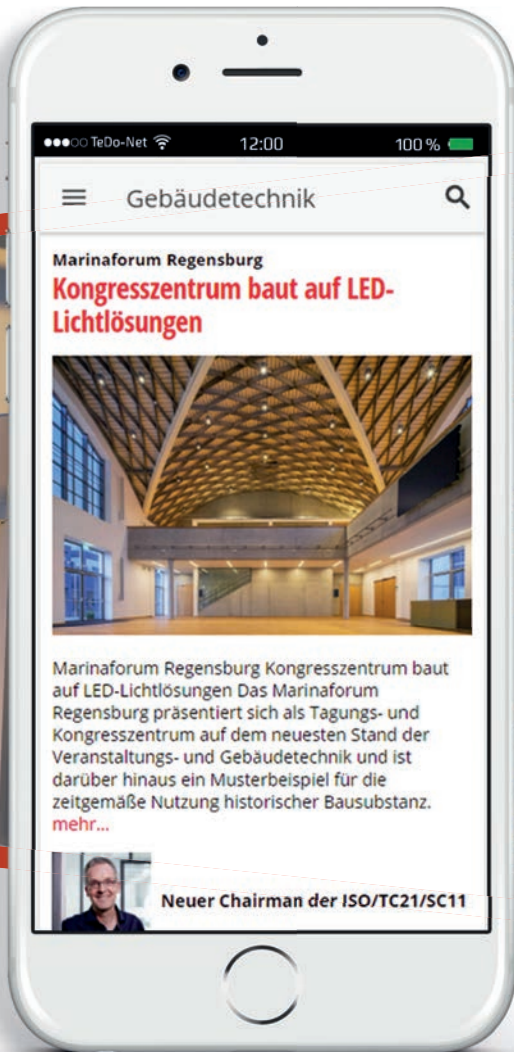 TeDo-Net 12:00 100 %
Gebäudetechnik
Marinaforum Regensburg
Kongresszentrum baut auf LED-
Lichtlösungen
Marinaforum Regensburg Kongresszentrum baut
auf LED-Lichtlösungen Das Marinaforum
Regensburg präsentiert sich als Tagungs- und
Kongresszentrum auf dem neuesten Stand der
Veranstaltungs- und Gebäudetechnik und ist
darüber hinaus ein Musterbeispiel für die
zeitgemäße Nutzung historischer Bausubstanz.
mehr...
Neuer Chairman der ISO/TC21/SC11